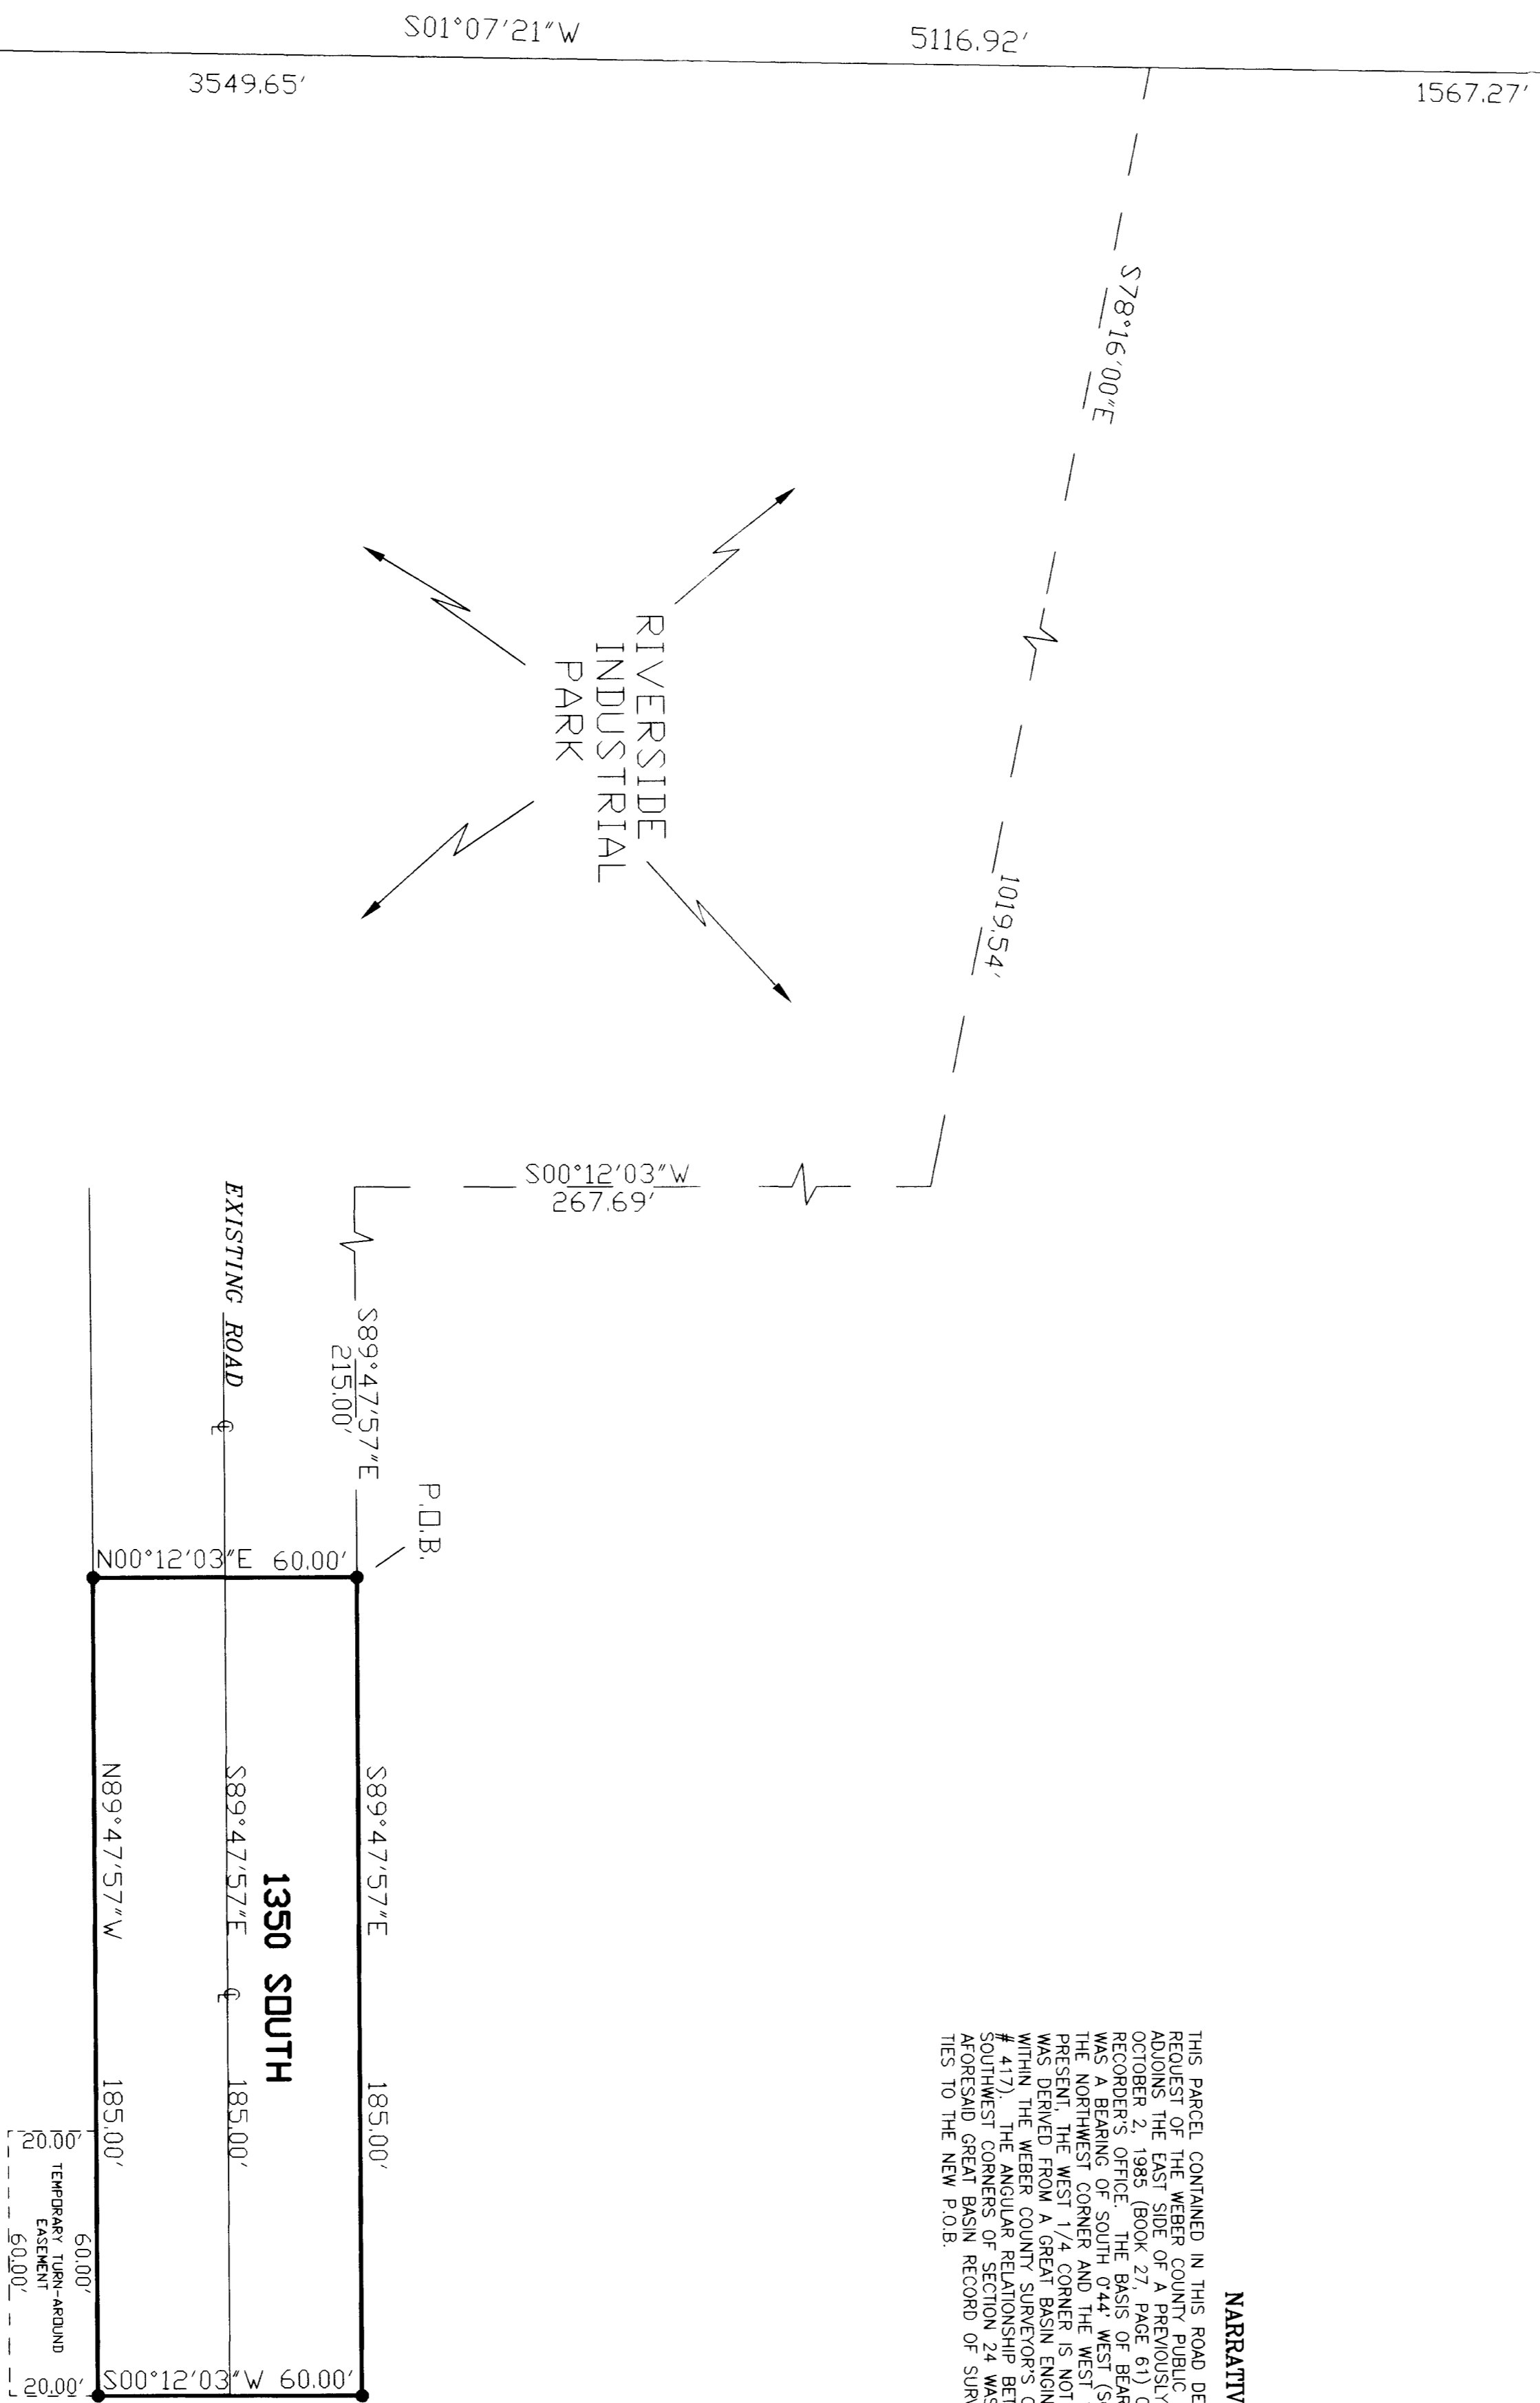 S01°07'21"W
5116.92'
3549.65'
1567.27'
S78°16'00"E
1019.54'
RIVERSIDE
INDUSTRIAL
PARK
S00°12'03"W
267.69'
S89°47'57"E
215.00'
EXISTING ROAD
P.O.B.
N00°12'03"E 60.00'
S89°47'57"E 185.00'
1350 SOUTH
S89°47'57"E 185.00'
N89°47'57"W 185.00'
S00°12'03"W 60.00'
20.00'
60.00'
TEMPORARY TURN-AROUND
EASEMENT
60.00'
20.00'
NARRATIV
THIS PARCEL CONTAINED IN THIS ROAD DE
REQUEST OF THE WEBER COUNTY PUBLIC
ADJOINS THE EAST SIDE OF A PREVIOUSLY
OCTOBER 2, 1985 (BOOK 27, PAGE 61)
RECORDER'S OFFICE. THE BASIS OF BEAR
WAS A BEARING OF SOUTH 0°44' WEST (S
THE NORTHWEST CORNER AND THE WEST
PRESENT, THE WEST 1/4 CORNER IS NOT
WAS DERIVED FROM A GREAT BASIN ENGIN
WITHIN THE WEBER COUNTY SURVEYOR'S
# 417). THE ANGULAR RELATIONSHIP BET
SOUTHWEST CORNERS OF SECTION 24 WAS
AFORESAID GREAT BASIN RECORD OF SURV
TIES TO THE NEW P.O.B.